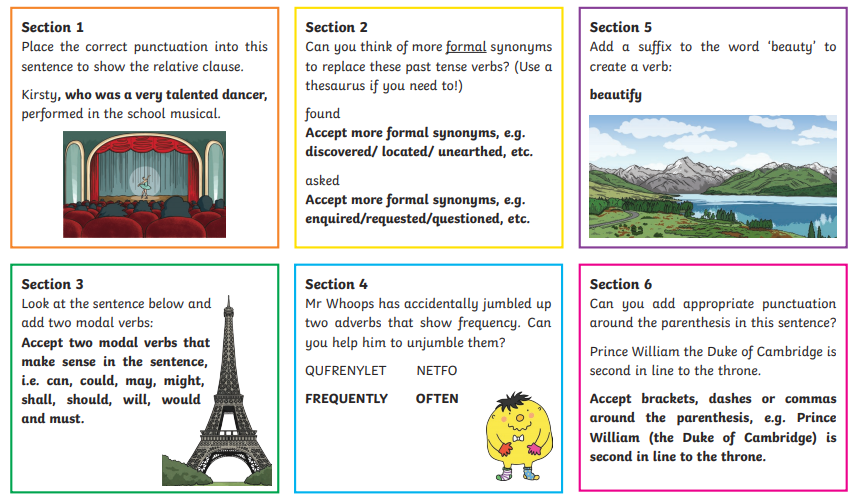 Section 1
Place the correct punctuation into this
sentence to show the relative clause.
Kirsty, who was a very talented dancer,
performed in the school musical.
Section 2
Can you think of more formal synonyms
to replace these past tense verbs? (Use a
thesaurus if you need to!)
found
Accept more formal synonyms, e.g.
discovered/ located/ unearthed, etc.
asked
Accept more formal synonyms, e.g.
enquired/requested/questioned, etc.
Section 5
Add a suffix to the word ‘beauty’ to
create a verb:
beautify
Section 3
Look at the sentence below and
add two modal verbs:
Accept two modal verbs that
make sense in the sentence,
i.e. can, could, may, might,
shall, should, will, would
and must.
Section 4
Mr Whoops has accidentally jumbled up
two adverbs that show frequency. Can
you help him to unjumble them?
QUFRENYLET NETFO
FREQUENTLY OFTEN
Section 6
Can you add appropriate punctuation
around the parenthesis in this sentence?
Prince William the Duke of Cambridge is
second in line to the throne.
Accept brackets, dashes or commas
around the parenthesis, e.g. Prince
William (the Duke of Cambridge) is
second in line to the throne.